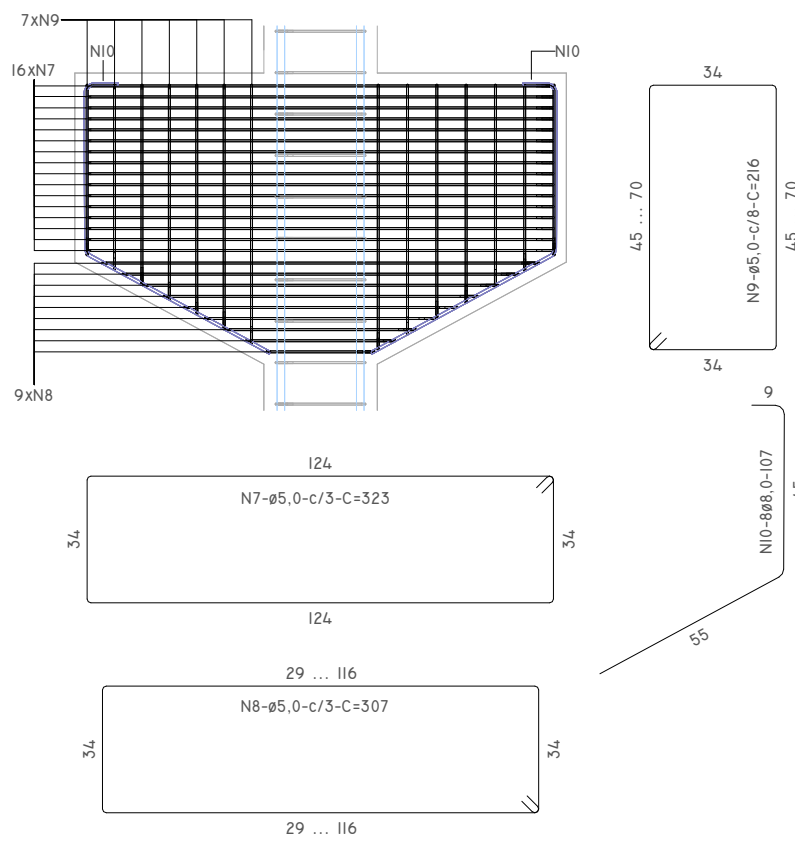 7xN9
N10
N10
16xN7
9xN8
34
45 ... 70
N9-ø5,0-c/8-C=216
45 70
34
9
N10-8ø8,0-107
55
124
N7-ø5,0-c/3-C=323
34
34
124
29 ... 116
N8-ø5,0-c/3-C=307
34
34
29 ... 116